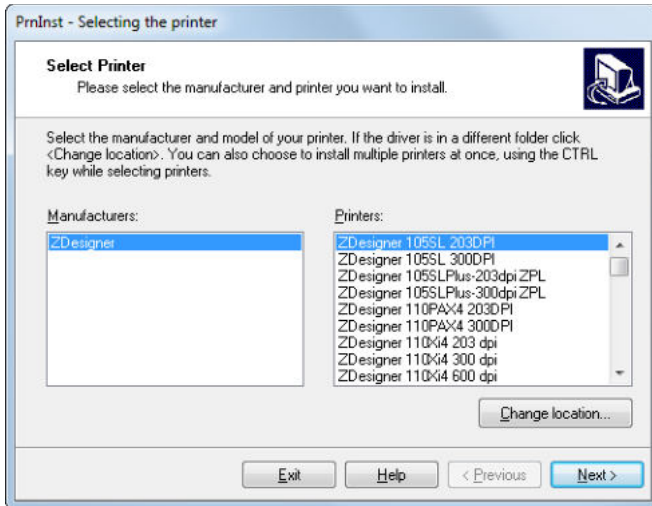 PrnInst - Selecting the printer
Select Printer
Please select the manufacturer and printer you want to install.
Select the manufacturer and model of your printer. If the driver is in a different folder click
<Change location>. You can also choose to install multiple printers at once, using the CTRL
key while selecting printers.
Manufacturers:
ZDesigner
Printers:
ZDesigner 105SL 203DPI
ZDesigner 105SL 300DPI
ZDesigner 105SLPlus-203dpi ZPL
ZDesigner 105SLPlus-300dpi ZPL
ZDesigner 110PAX4 203DPI
ZDesigner 110PAX4 300DPI
ZDesigner 110Xi4 203 dpi
ZDesigner 110Xi4 300 dpi
ZDesigner 110Xi4 600 dpi
Change location...
Exit
Help
< Previous
Next >